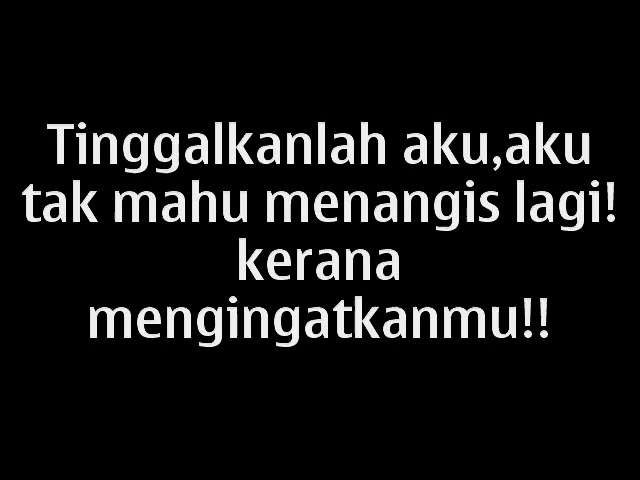 Tinggalkanlah aku,aku
tak mahu menangis lagi!
kerana
mengingatkanmu!!